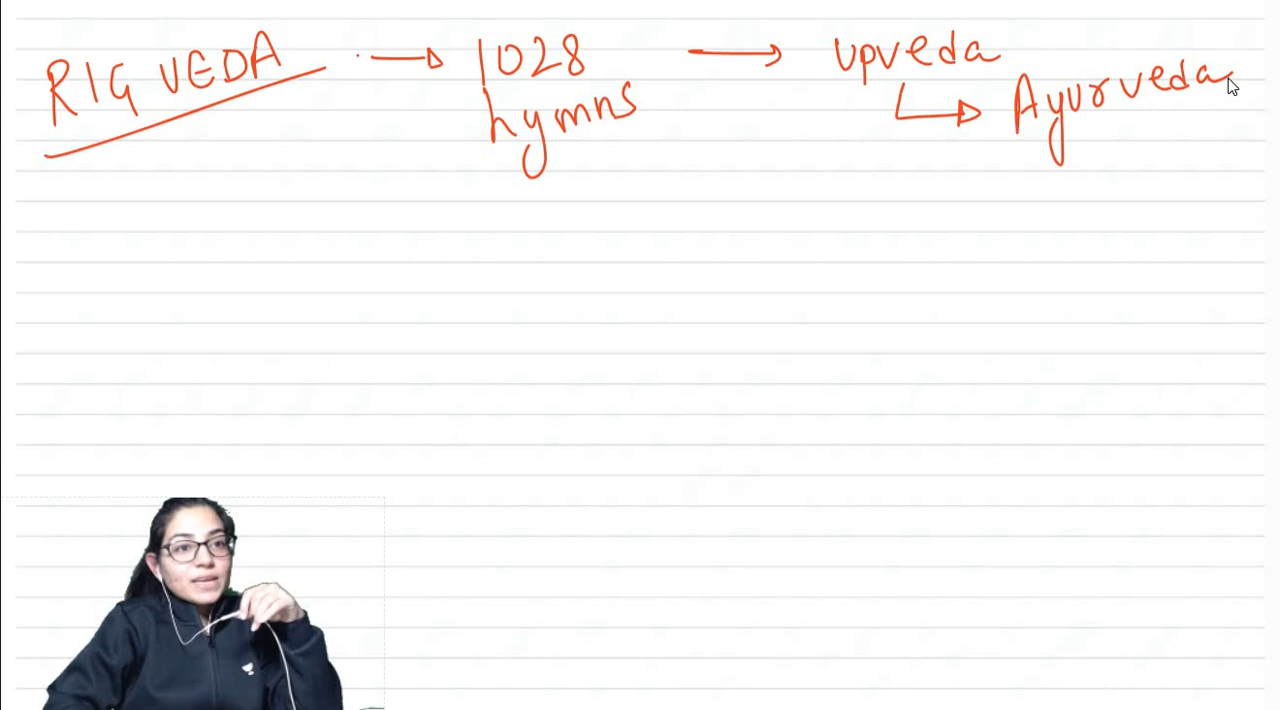 RIG VEDA → 1028 → Upveda
hymns → Ayurveda